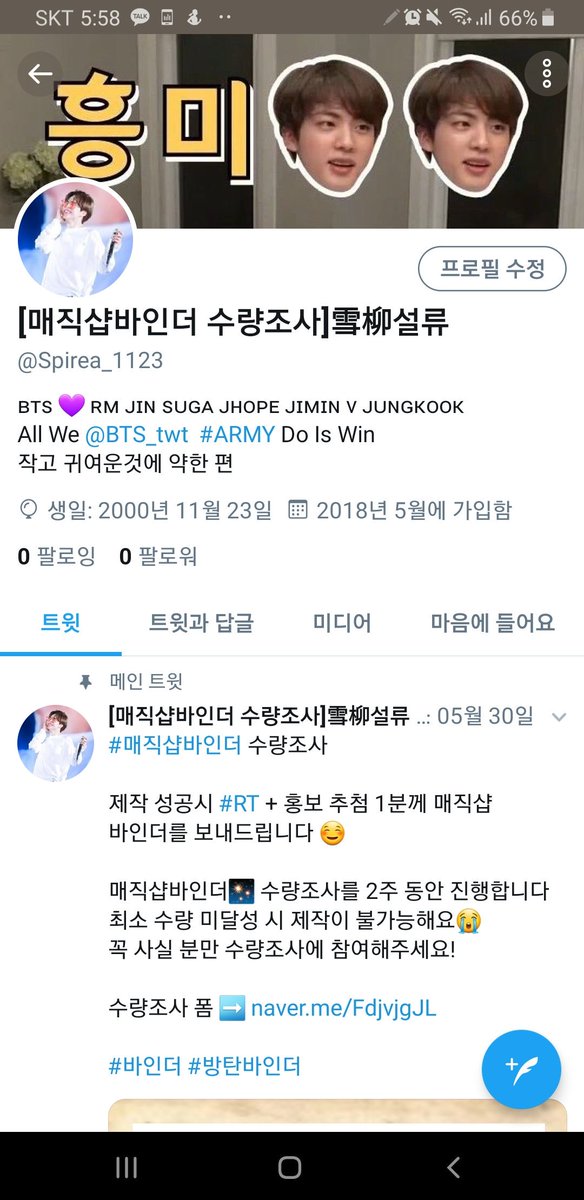 SKT 5:58 TALK 66%
흥미
프로필 수정
[매직샵바인더 수량조사]雪柳설류
@Spirea_1123
BTS 💜 RM JIN SUGA JHOPE JIMIN V JUNGKOOK
All We @BTS_twt #ARMY Do Is Win
작고 귀여운것에 약한 편
생일: 2000년 11월 23일 2018년 5월에 가입함
0 팔로잉 0 팔로워
트윗 트윗과 답글 미디어 마음에 들어요
메인 트윗
[매직샵바인더 수량조사]雪柳설류 ..: 05월 30일
#매직샵바인더 수량조사
제작 성공시 #RT + 홍보 추첨 1분께 매직샵
바인더를 보내드립니다 ☺️
매직샵바인더🎇 수량조사를 2주 동안 진행합니다
최소 수량 미달성 시 제작이 불가능해요😭
꼭 사실 분만 수량조사에 참여해주세요!
수량조사 폼 ➡️ naver.me/FdjvjgJL
#바인더 #방탄바인더